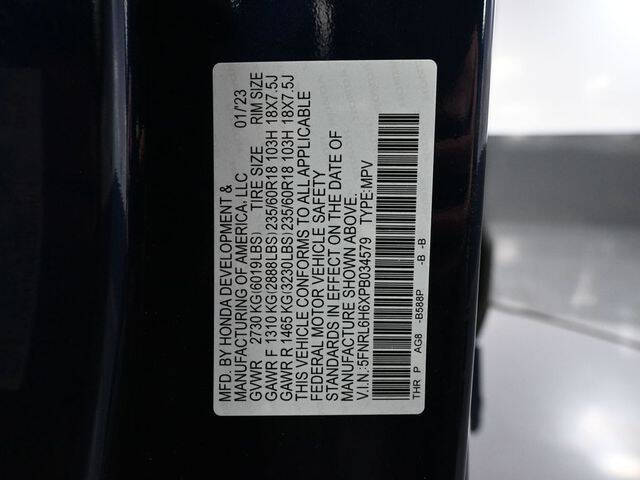 MFD. BY HONDA DEVELOPMENT &
MANUFACTURING OF AMERICA, LLC 01/'23
GVWR 2730 KG(6019LBS) TIRE SIZE RIM SIZE
GAWR F 1310 KG(2888LBS) 235/60R18 103H 18X7.5J
GAWR R 1465 KG(3230LBS) 235/60R18 103H 18X7.5J
THIS VEHICLE CONFORMS TO ALL APPLICABLE
FEDERAL MOTOR VEHICLE SAFETY
STANDARDS IN EFFECT ON THE DATE OF
MANUFACTURE SHOWN ABOVE.
V.I.N.:5FNRL6H6XPB034579 TYPE:MPV
THR P AG8 -B588P -B -B